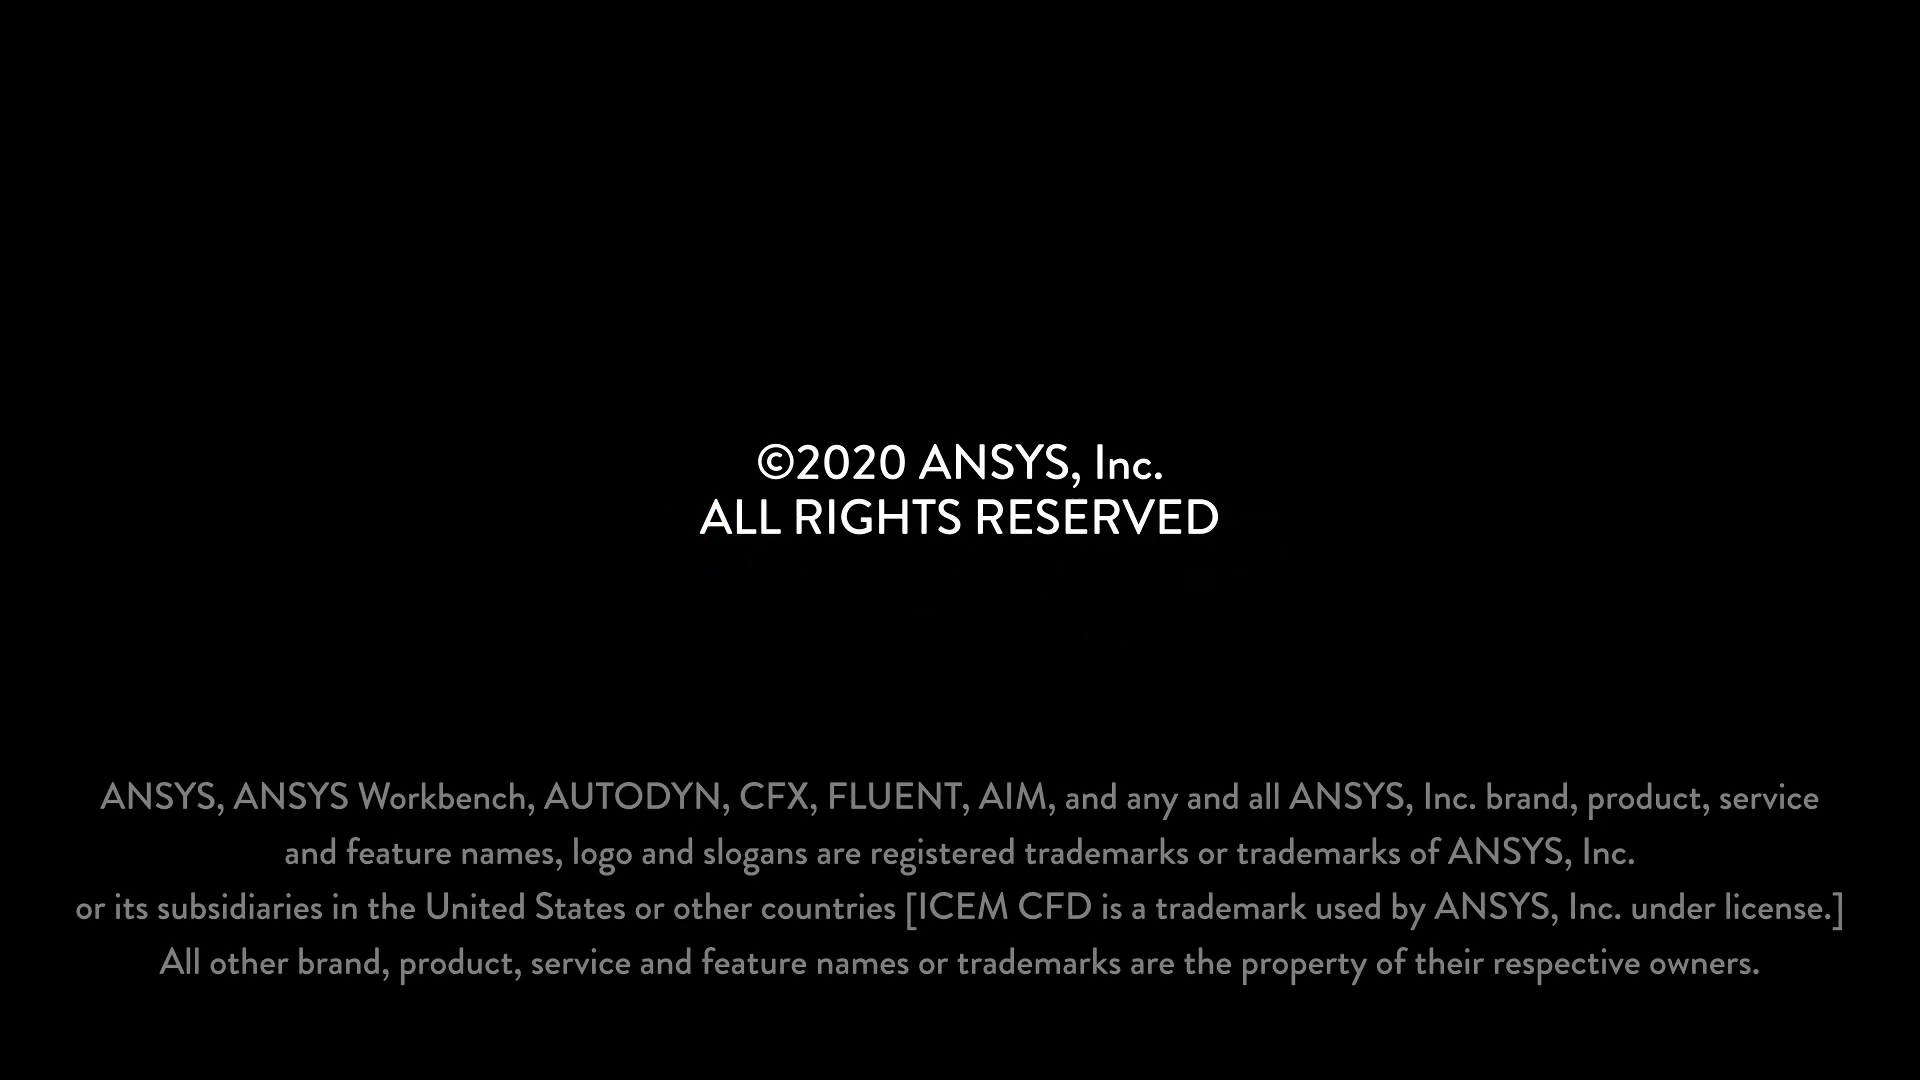 ©2020 ANSYS, Inc.
ALL RIGHTS RESERVED
ANSYS, ANSYS Workbench, AUTODYN, CFX, FLUENT, AIM, and any and all ANSYS, Inc. brand, product, service
and feature names, logo and slogans are registered trademarks or trademarks of ANSYS, Inc.
or its subsidiaries in the United States or other countries [ICEM CFD is a trademark used by ANSYS, Inc. under license.]
All other brand, product, service and feature names or trademarks are the property of their respective owners.